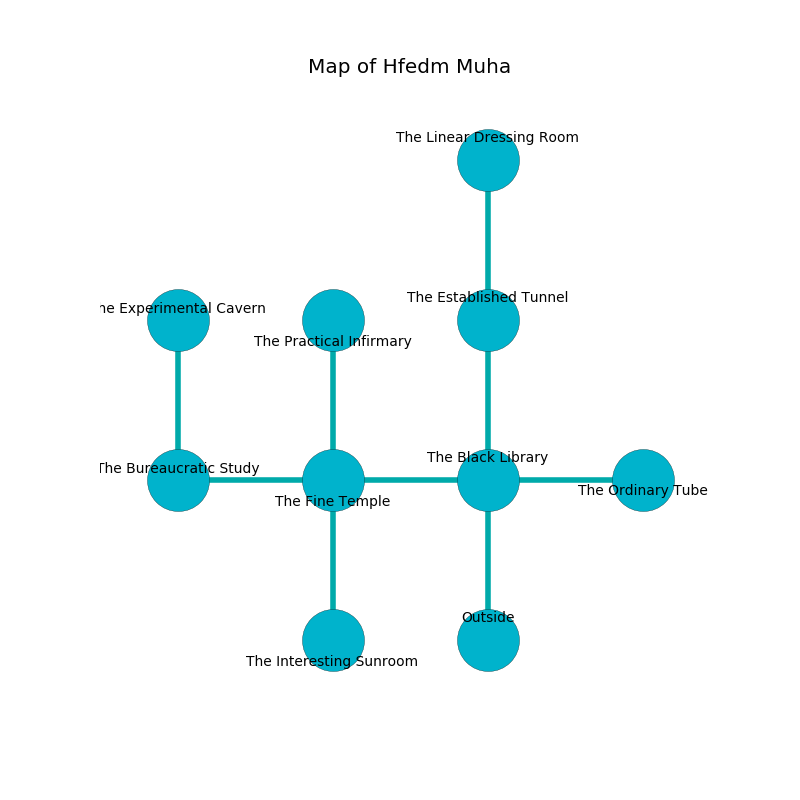 Map of Hfedm Muha
The Linear Dressing Room
The Established Tunnel
ne Experimental Cavern
The Practical Infirmary
The Black Library
The Bureaucratic Study
The Ordinary Tube
The Fine Temple
Outside
The Interesting Sunroom